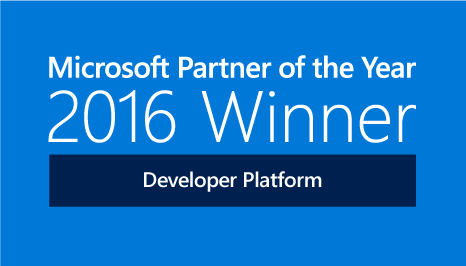 Microsoft Partner of the Year
2016 Winner
Developer Platform